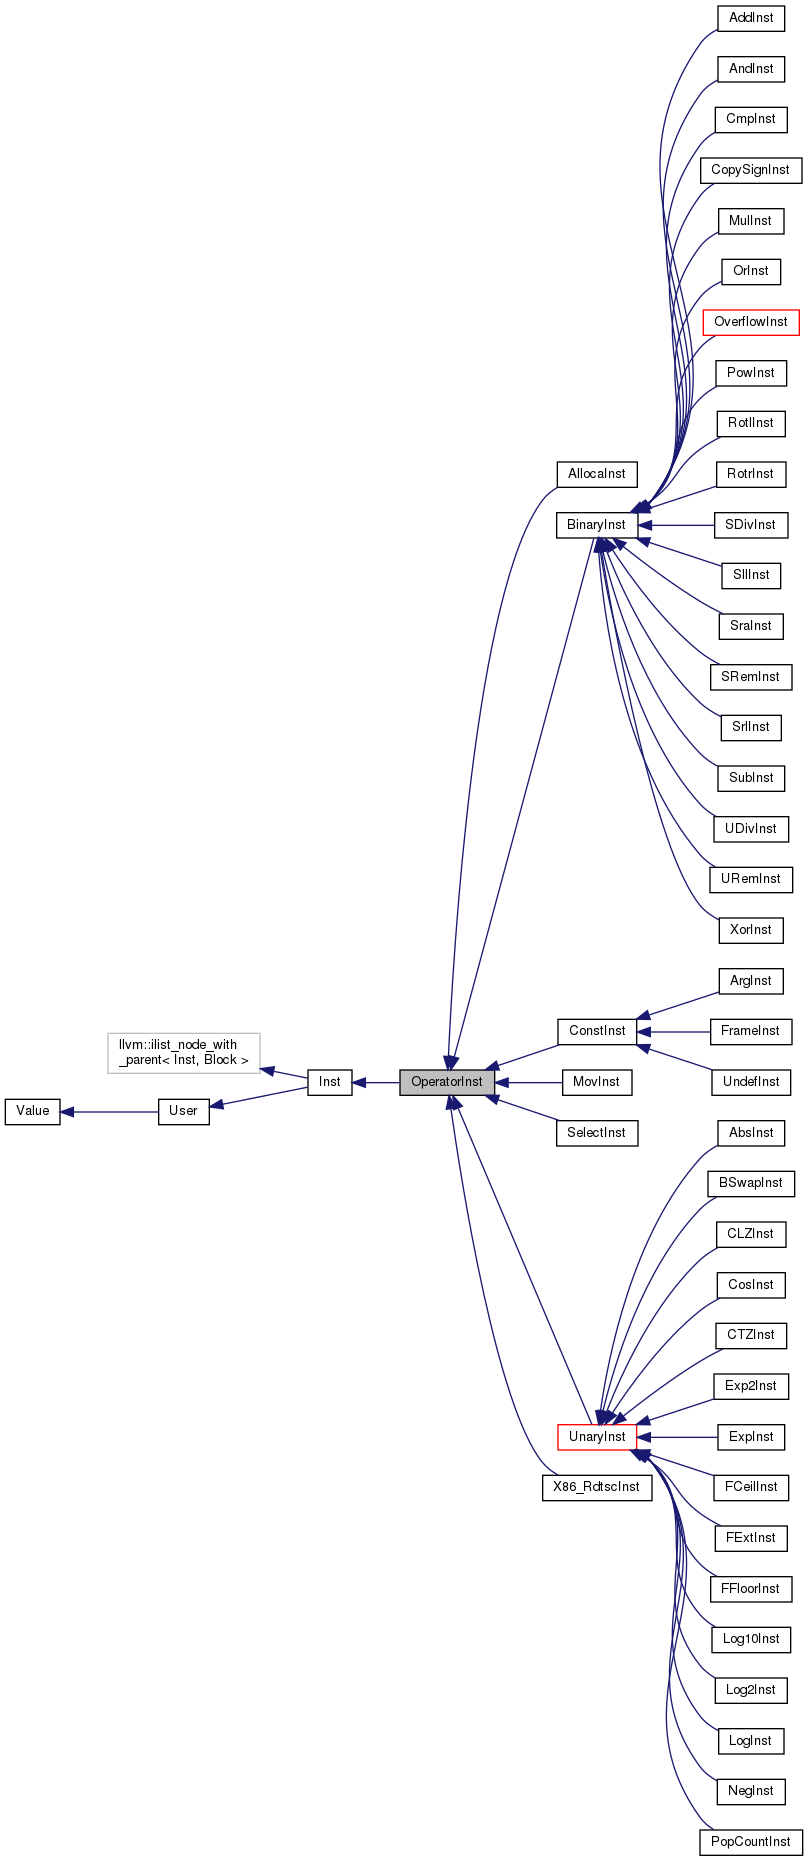 AddInst
AndInst
CmpInst
CopySignInst
MulInst
OrInst
OverflowInst
PowInst
RotlInst
AllocaInst
RotrInst
BinaryInst
SDivInst
SllInst
SraInst
SRemInst
SrlInst
SubInst
UDivInst
URemInst
XorInst
ArgInst
ConstInst
FrameInst
llvm::ilist_node_with
_parent< Inst, Block >
Inst
OperatorInst
MovInst
UndefInst
Value
User
SelectInst
AbsInst
BSwapInst
CLZInst
CosInst
CTZInst
Exp2Inst
UnaryInst
ExpInst
X86_RdtscInst
FCeilInst
FExtInst
FFloorInst
Log10Inst
Log2Inst
LogInst
NegInst
PopCountInst